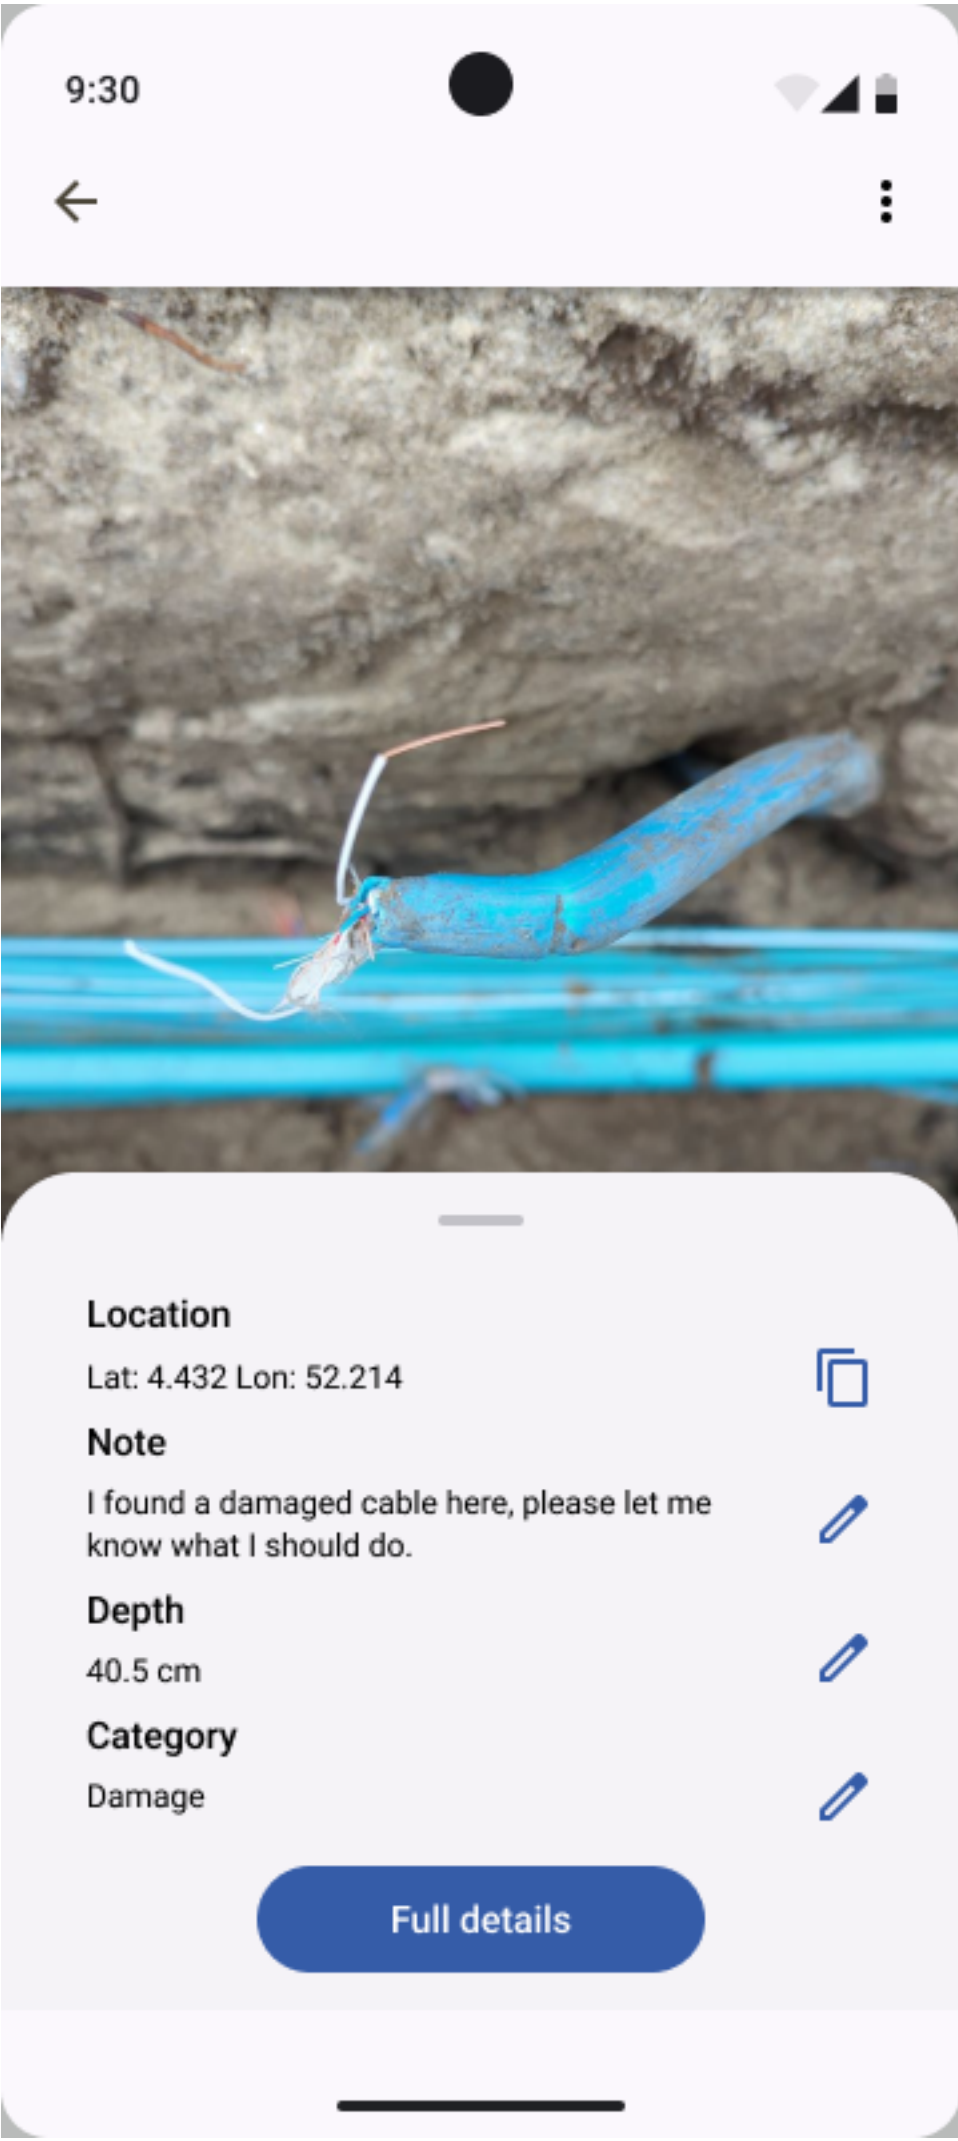 9:30
Location
Lat: 4.432 Lon: 52.214
Note
I found a damaged cable here, please let me
know what I should do.
Depth
40.5 cm
Category
Damage
Full details